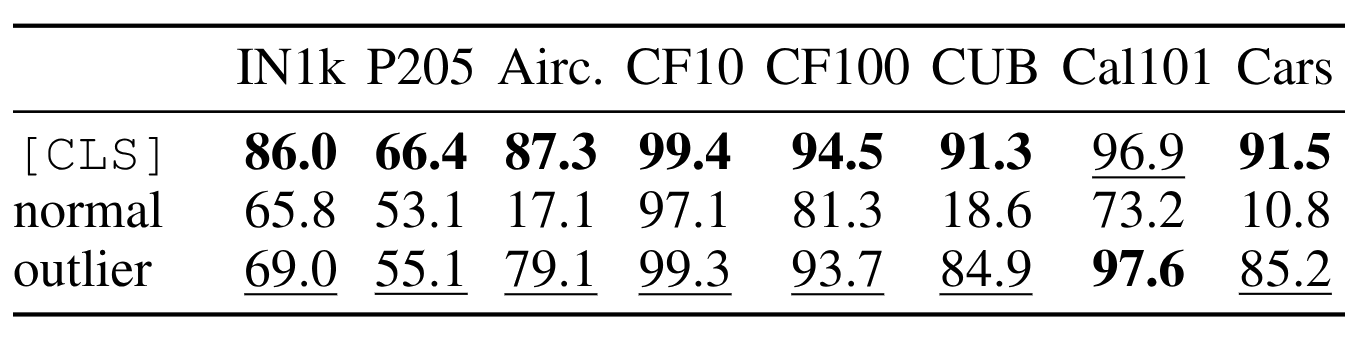 IN1k P205 Airc. CF10 CF100 CUB Cal101 Cars
[CLS] 86.0 66.4 87.3 99.4 94.5 91.3 96.9 91.5
normal 65.8 53.1 17.1 97.1 81.3 18.6 73.2 10.8
outlier 69.0 55.1 79.1 99.3 93.7 84.9 97.6 85.2